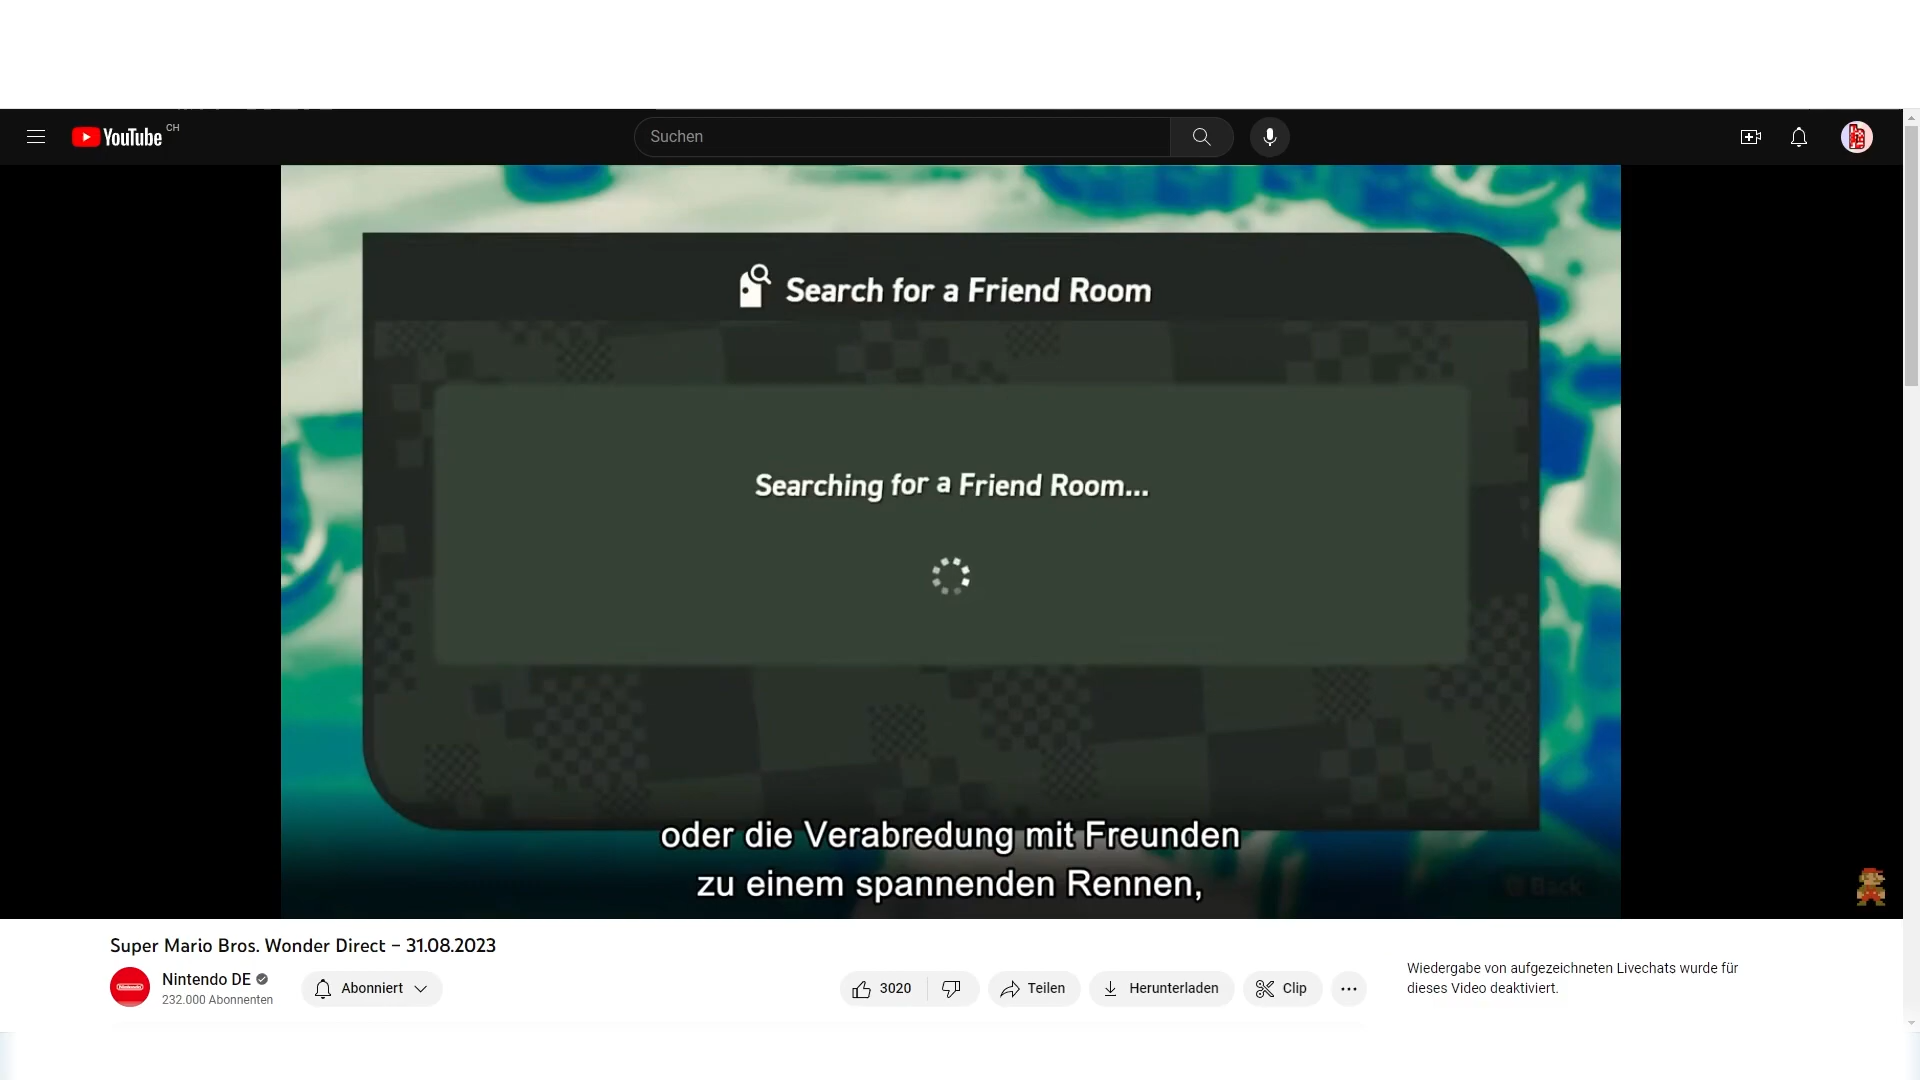 YouTube CH
Suchen
Search for a Friend Room
Searching for a Friend Room...
oder die Verabredung mit Freunden
zu einem spannenden Rennen,
Back
Super Mario Bros. Wonder Direct – 31.08.2023
Nintendo DE
232.000 Abonnenten
Abonniert
3020
Teilen
Herunterladen
Clip
Wiedergabe von aufgezeichneten Livechats wurde für
dieses Video deaktiviert.